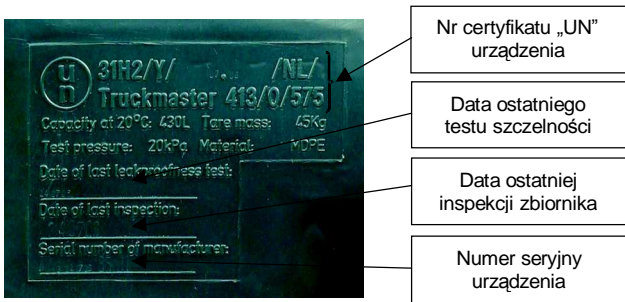 un
31H2/Y/ /NL/
Truckmaster 413/0/575
Capacity at 20°C: 430L Tare mass: 45Kg
Test pressure: 20kPa Material: MDPE
Date of last leakproofness test:
Date of last inspection:
Serial number of manufacturer:
Nr certyfikatu „UN”
urządzenia
Data ostatniego
testu szczelności
Data ostatniej
inspekcji zbiornika
Numer seryjny
urządzenia